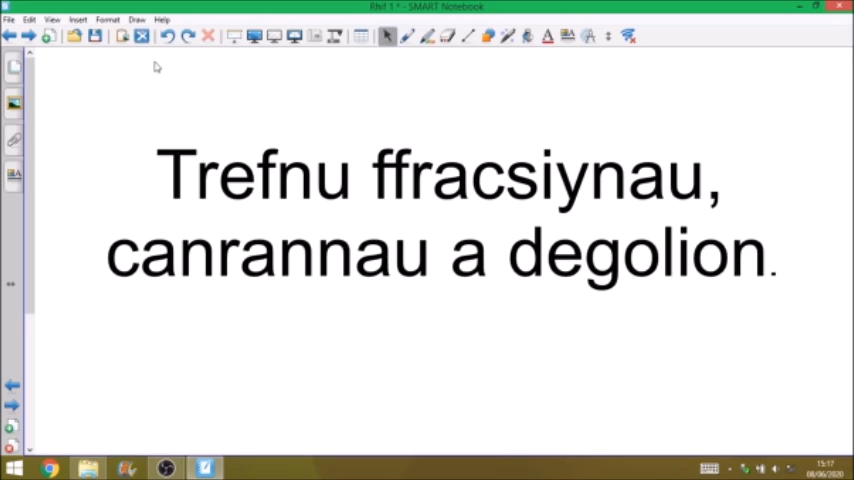 Rhif 1 * - SMART Notebook
File Edit View Insert Format Draw Help
Trefnu ffracsiynau,
canrannau a degolion.
15:17
08/06/2020